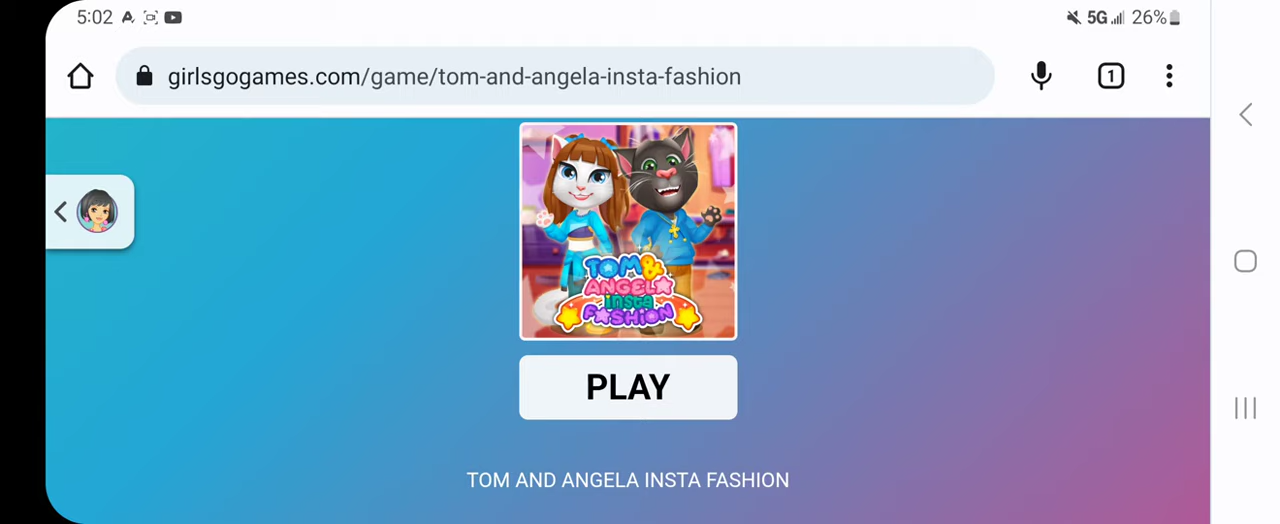 5:02
5G 26%
girlsgogames.com/game/tom-and-angela-insta-fashion
1
TOM &
ANGELA
insta
FASHION
PLAY
TOM AND ANGELA INSTA FASHION